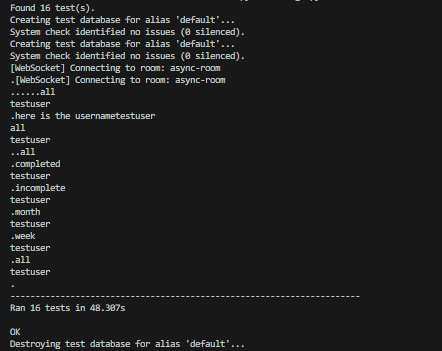 Found 16 test(s).
Creating test database for alias 'default'...
System check identified no issues (0 silenced).
Creating test database for alias 'default'...
System check identified no issues (0 silenced).
[WebSocket] Connecting to room: async-room
.[WebSocket] Connecting to room: async-room
......all
testuser
.here is the usernametestuser
all
testuser
..all
.completed
testuser
.incomplete
testuser
.month
testuser
.week
testuser
.all
testuser
.
----------------------------------------------------------------------
Ran 16 tests in 48.307s
OK
Destroying test database for alias 'default'...